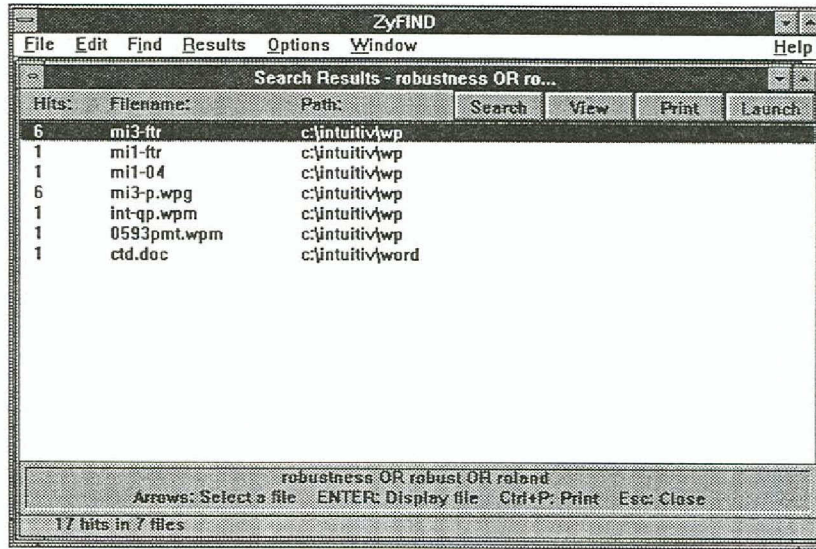 ZyFIND
File Edit Find Results Options Window Help
Search Results - robustness OR ro...
Hits: Filename: Path: Search View Print Launch
6 mi3-ftr c:\intuitiv\wp
1 mi1-ftr c:\intuitiv\wp
1 mi1-04 c:\intuitiv\wp
6 mi3-p.wpg c:\intuitiv\wp
1 int-qp.wpm c:\intuitiv\wp
1 0593pmt.wpm c:\intuitiv\wp
1 ctd.doc c:\intuitiv\word
robustness OR robust OR roland
Arrows: Select a file ENTER: Display file Ctrl+P: Print Esc: Close
17 hits in 7 files